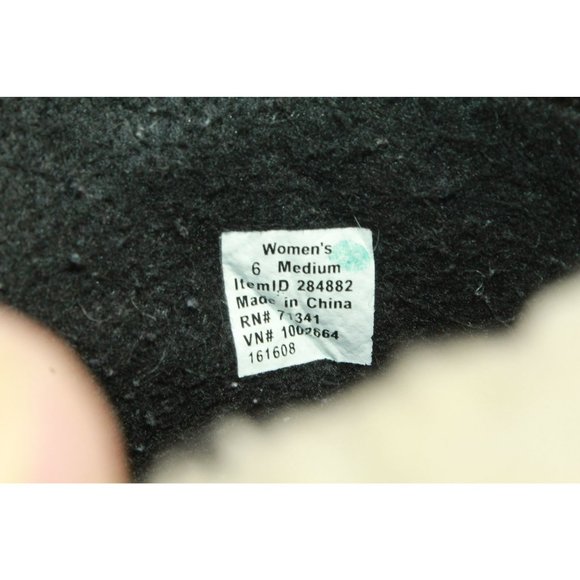 Women's
6 Medium
ItemID 284882
Made in China
RN# 71341
VN# 1002664
161608